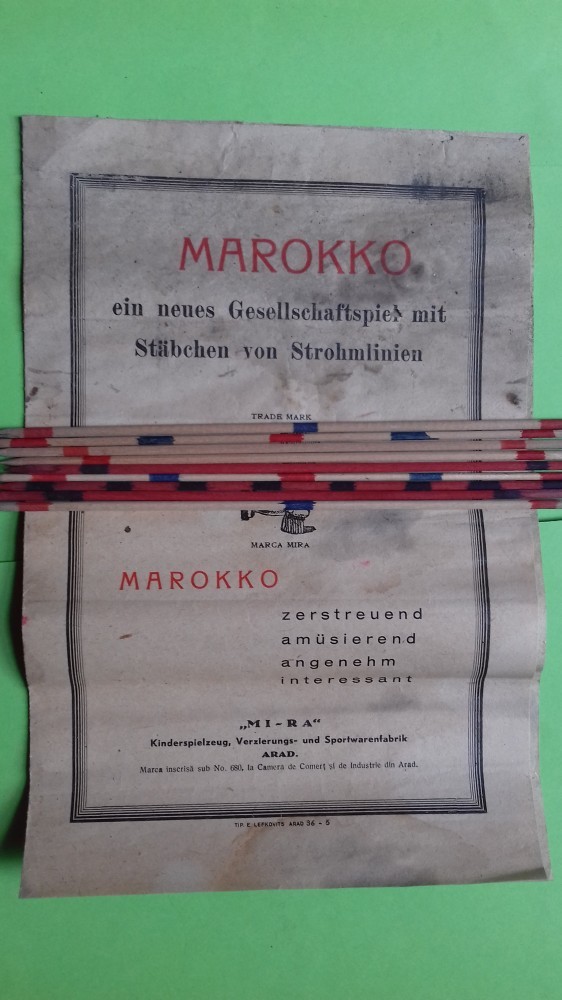 MAROKKO
ein neues Gesellschaftspiel mit
Stäbchen von Strohmlinien
TRADE MARK
MARCA MIRA
MAROKKO
zerstreuend
amüsierend
angenehm
interessant
„MI-RA“
Kinderspielzeug, Verzierungs- und Sportwarenfabrik
ARAD.
Marca inscrisă sub No. 680, la Camera de Comerț și de Industrie din Arad.
TIP. E. LEFKOVITS ARAD 36 - 5